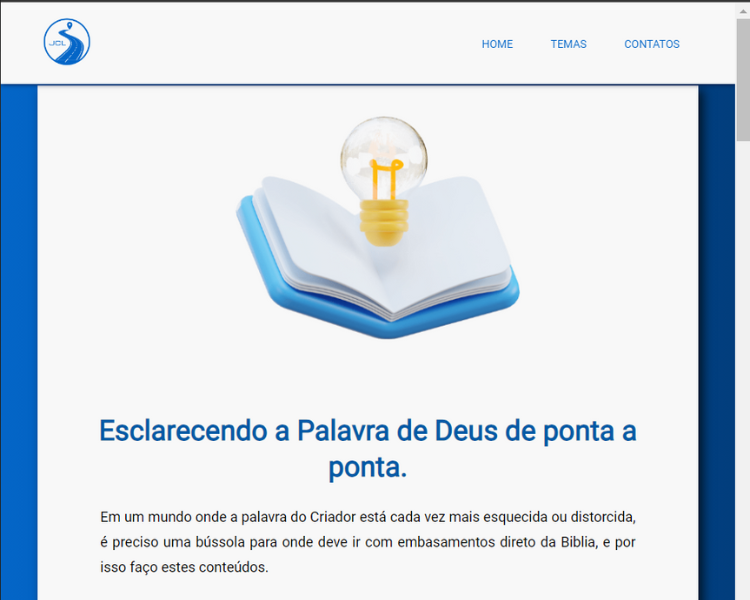 JCL
HOME TEMAS CONTATOS
Esclarecendo a Palavra de Deus de ponta a
ponta.
Em um mundo onde a palavra do Criador está cada vez mais esquecida ou distorcida,
é preciso uma bússola para onde deve ir com embasamentos direto da Biblia, e por
isso faço estes conteúdos.